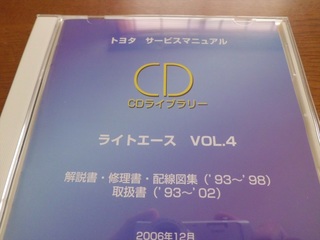 トヨタ サービスマニュアル
CD
CDライブラリー
ライトエース VOL.4
解説書・修理書・配線図集('93～'98)
取扱書('93～'02)
2006年12月